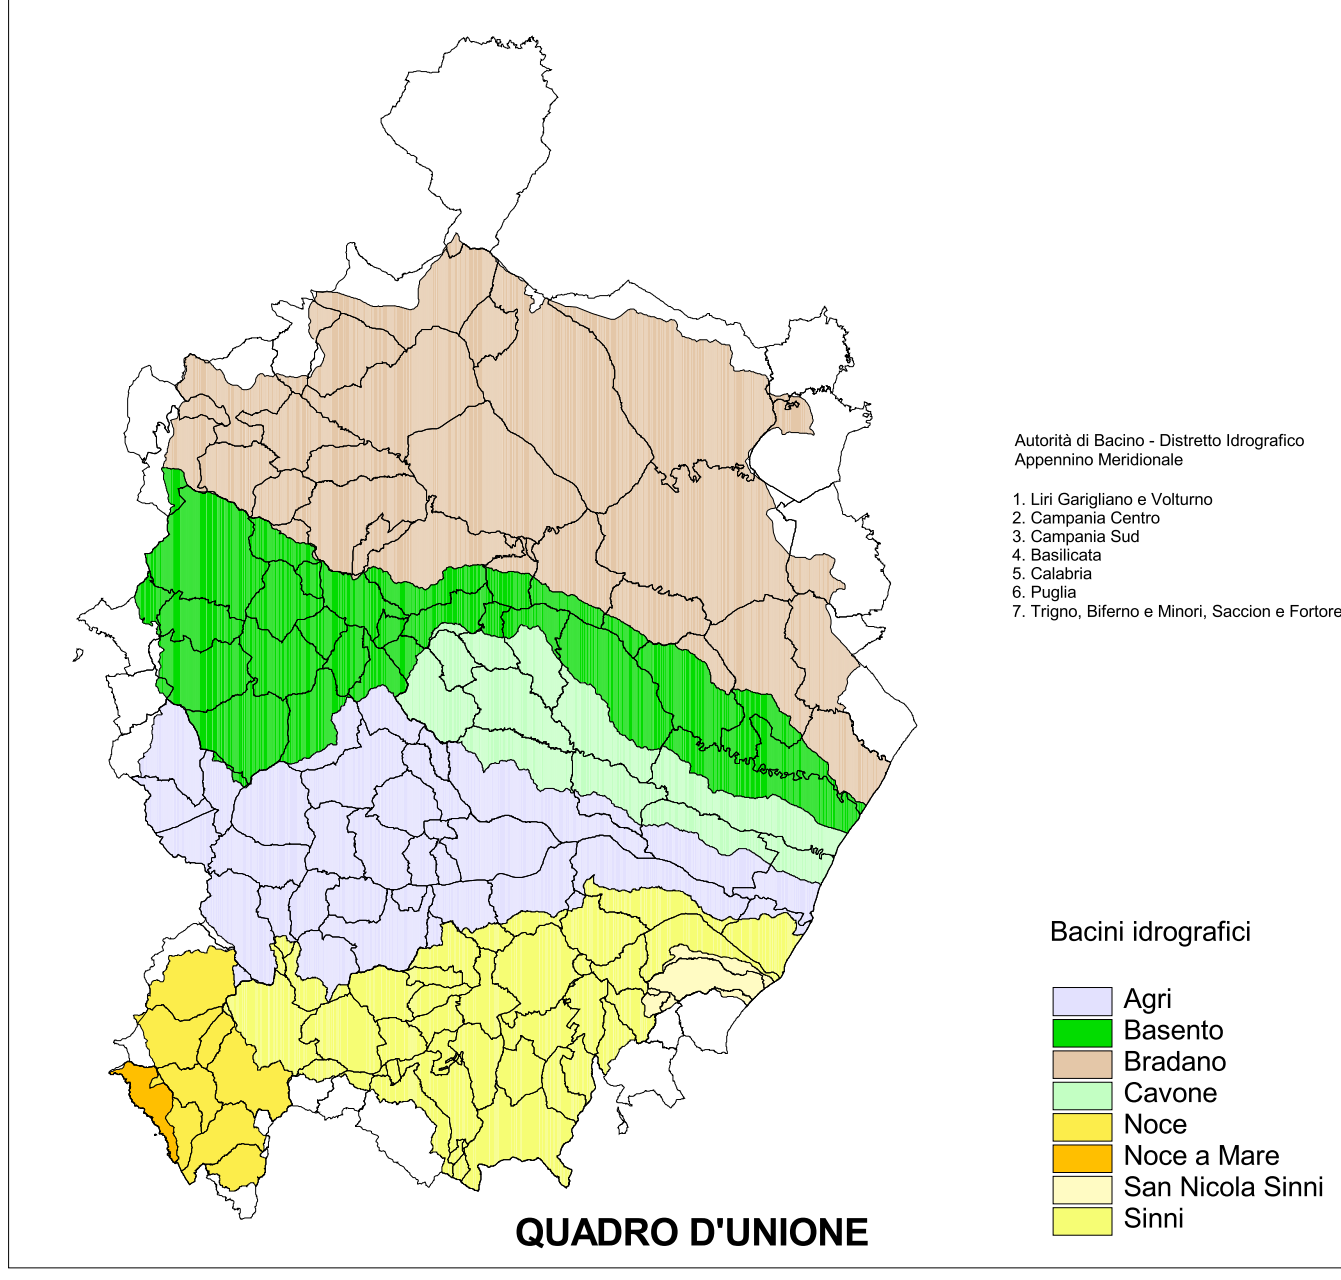 Autorità di Bacino - Distretto Idrografico
Appennino Meridionale
1. Liri Garigliano e Volturno
2. Campania Centro
3. Campania Sud
4. Basilicata
5. Calabria
6. Puglia
7. Trigno, Biferno e Minori, Saccion e Fortore
Bacini idrografici
Agri
Basento
Bradano
Cavone
Noce
Noce a Mare
San Nicola Sinni
Sinni
QUADRO D'UNIONE